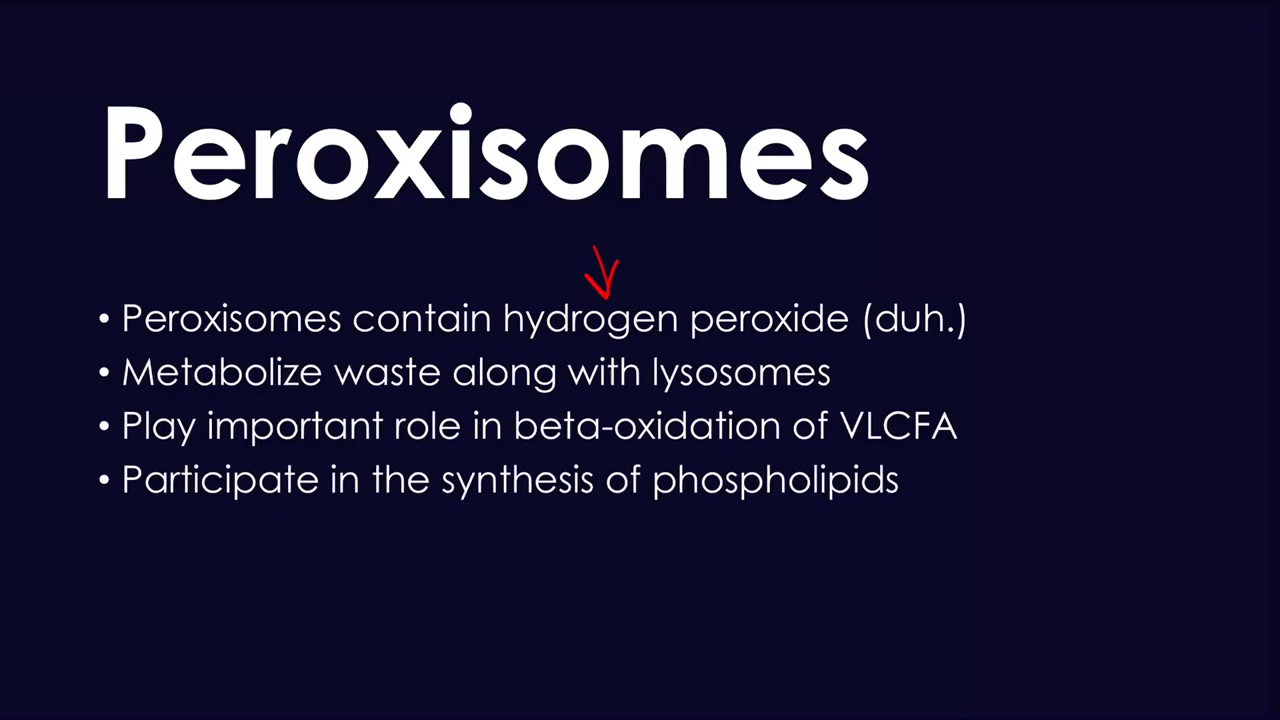 Peroxisomes
• Peroxisomes contain hydrogen peroxide (duh.)
• Metabolize waste along with lysosomes
• Play important role in beta-oxidation of VLCFA
• Participate in the synthesis of phospholipids